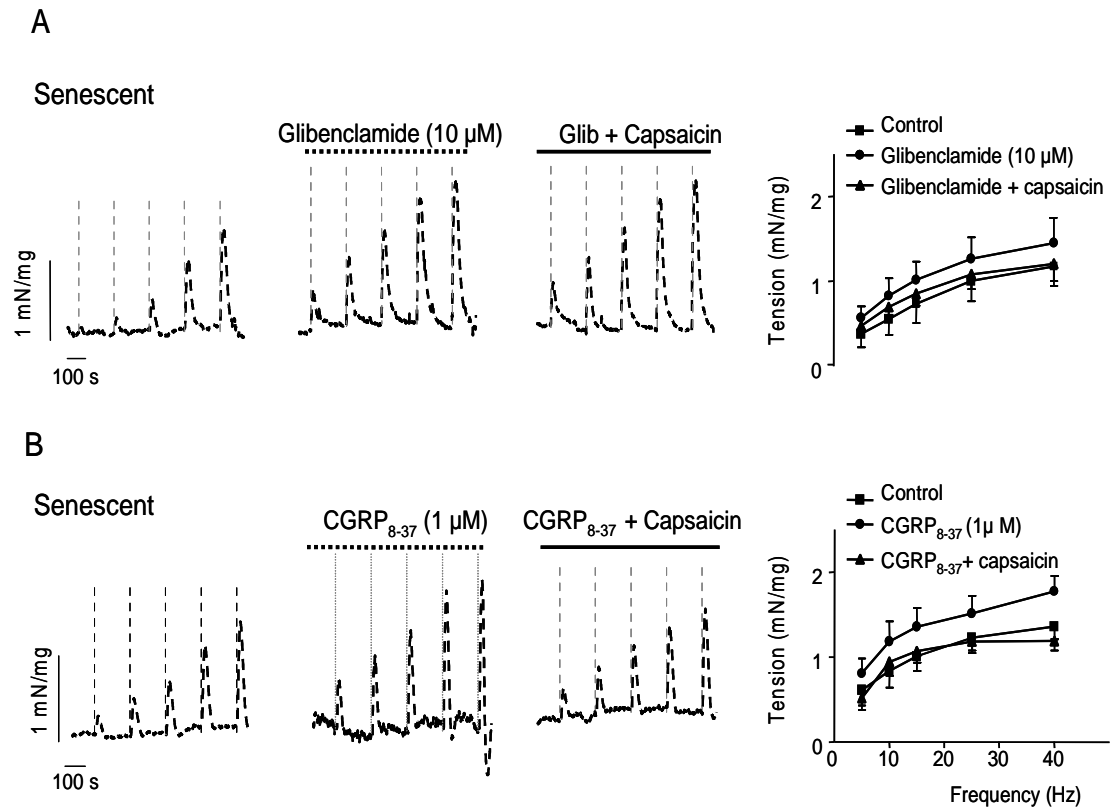 A
Senescent
Glibenclamide (10 µM)
Glib + Capsaicin
1 mN/mg
100 s
Control
Glibenclamide (10 µM)
Glibenclamide + capsaicin
Tension (mN/mg)
2
1
0
B
Senescent
CGRP8-37 (1 µM)
CGRP8-37 + Capsaicin
1 mN/mg
100 s
Control
CGRP8-37 (1µ M)
CGRP8-37+ capsaicin
Tension (mN/mg)
2
1
0
0 10 20 30 40
Frequency (Hz)